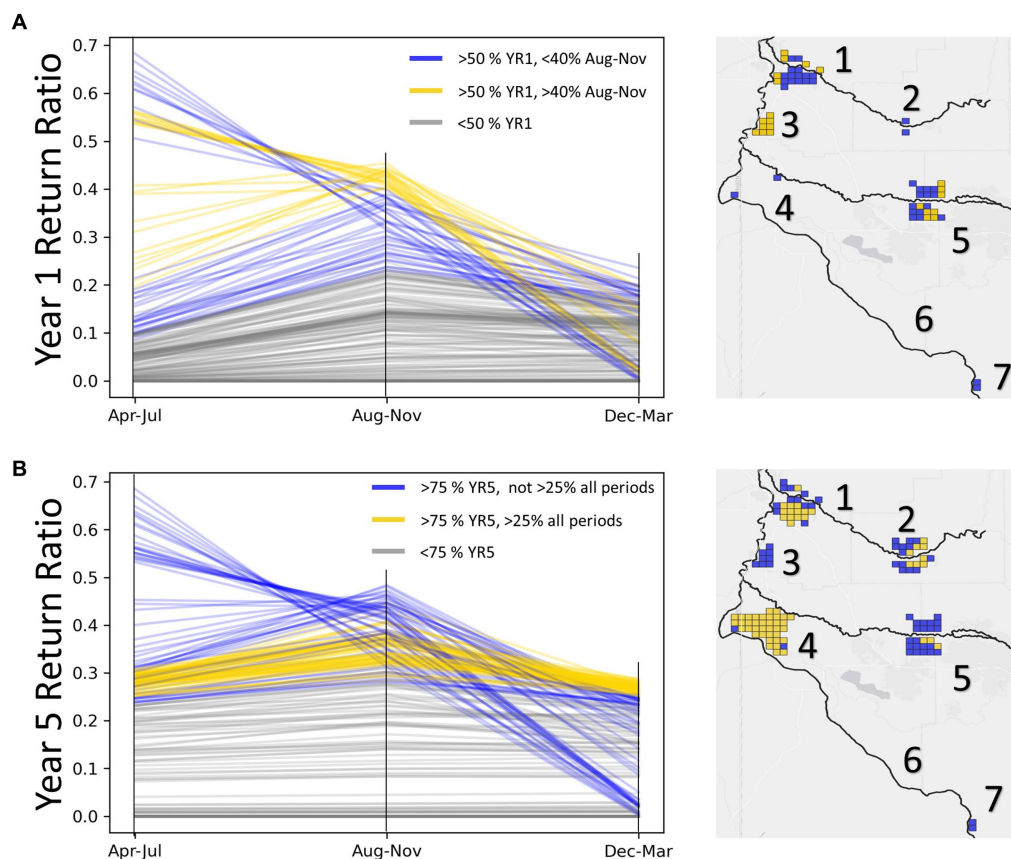 A
Year 1 Return Ratio
0.7
0.6
0.5
0.4
0.3
0.2
0.1
0.0
>50 % YR1, <40% Aug-Nov
>50 % YR1, >40% Aug-Nov
<50 % YR1
Apr-Jul
Aug-Nov
Dec-Mar
1
2
3
4
5
6
7
B
Year 5 Return Ratio
0.7
0.6
0.5
0.4
0.3
0.2
0.1
0.0
>75 % YR5, not >25% all periods
>75 % YR5, >25% all periods
<75 % YR5
Apr-Jul
Aug-Nov
Dec-Mar
1
2
3
4
5
6
7